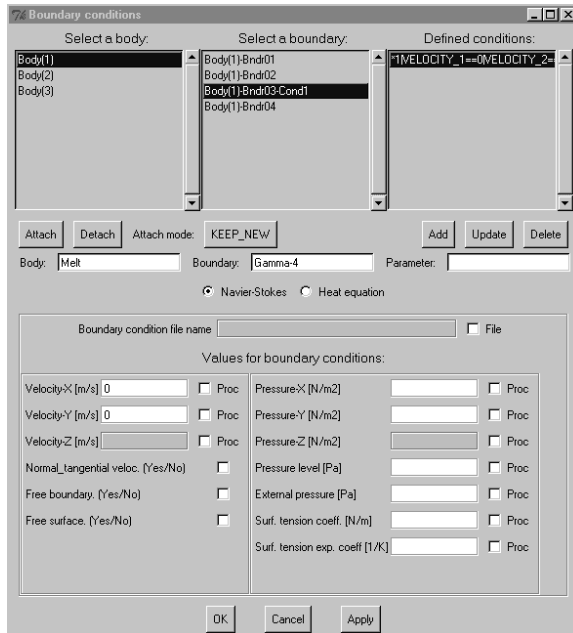 Boundary conditions
Select a body: Select a boundary: Defined conditions:
Body(1) Body(1)-Bndr01 *1|VELOCITY_1==0|VELOCITY_2=
Body(2) Body(1)-Bndr02
Body(3) Body(1)-Bndr03-Cond1
Body(1)-Bndr04
Attach Detach Attach mode: KEEP_NEW Add Update Delete
Body: Melt Boundary: Gamma-4 Parameter:
Navier-Stokes Heat equation
Boundary condition file name File
Values for boundary conditions:
Velocity-X [m/s] 0 Proc Pressure-X [N/m2] Proc
Velocity-Y [m/s] 0 Proc Pressure-Y [N/m2] Proc
Velocity-Z [m/s] Proc Pressure-Z [N/m2] Proc
Normal_tangential veloc. (Yes/No) Pressure level [Pa] Proc
Free boundary. (Yes/No) External pressure [Pa] Proc
Free surface. (Yes/No) Surf. tension coeff. [N/m] Proc
Surf. tension exp. coeff [1/K] Proc
OK Cancel Apply